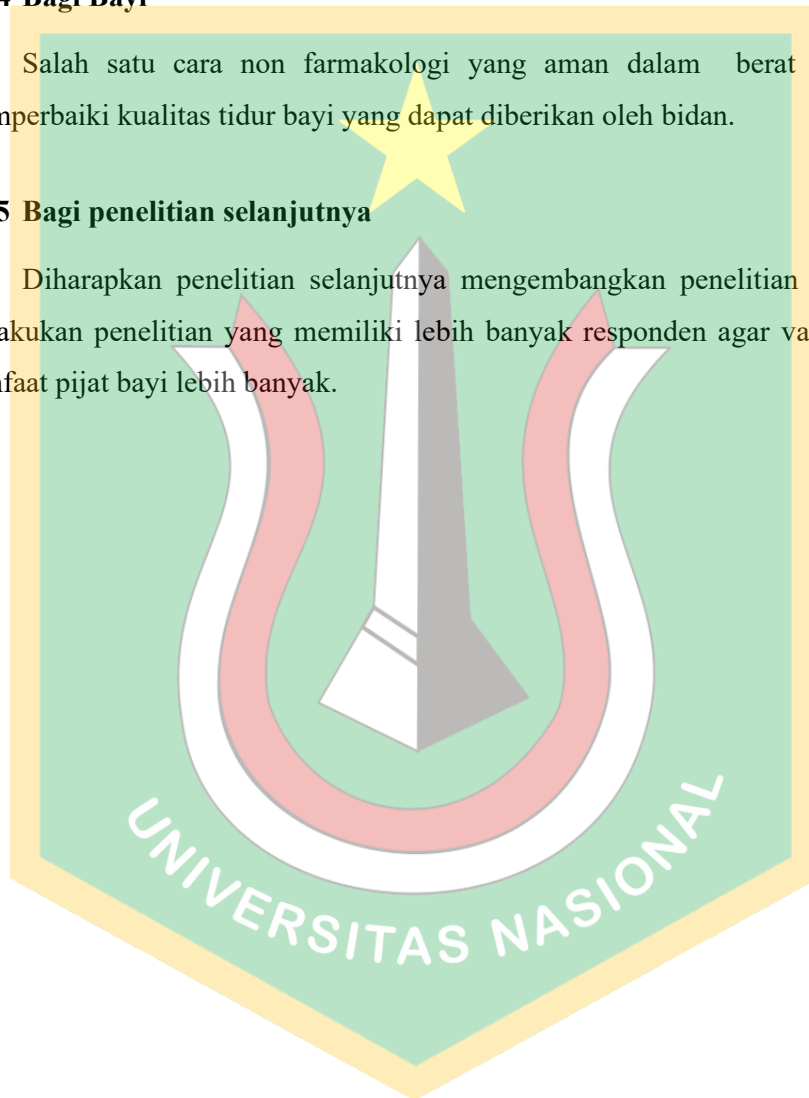 4 Bagi Bayi
Salah satu cara non farmakologi yang aman dalam berat
mperbaiki kualitas tidur bayi yang dapat diberikan oleh bidan.
5 Bagi penelitian selanjutnya
Diharapkan penelitian selanjutnya mengembangkan penelitian
akukan penelitian yang memiliki lebih banyak responden agar va
faat pijat bayi lebih banyak.
UNIVERSITAS NASIONAL